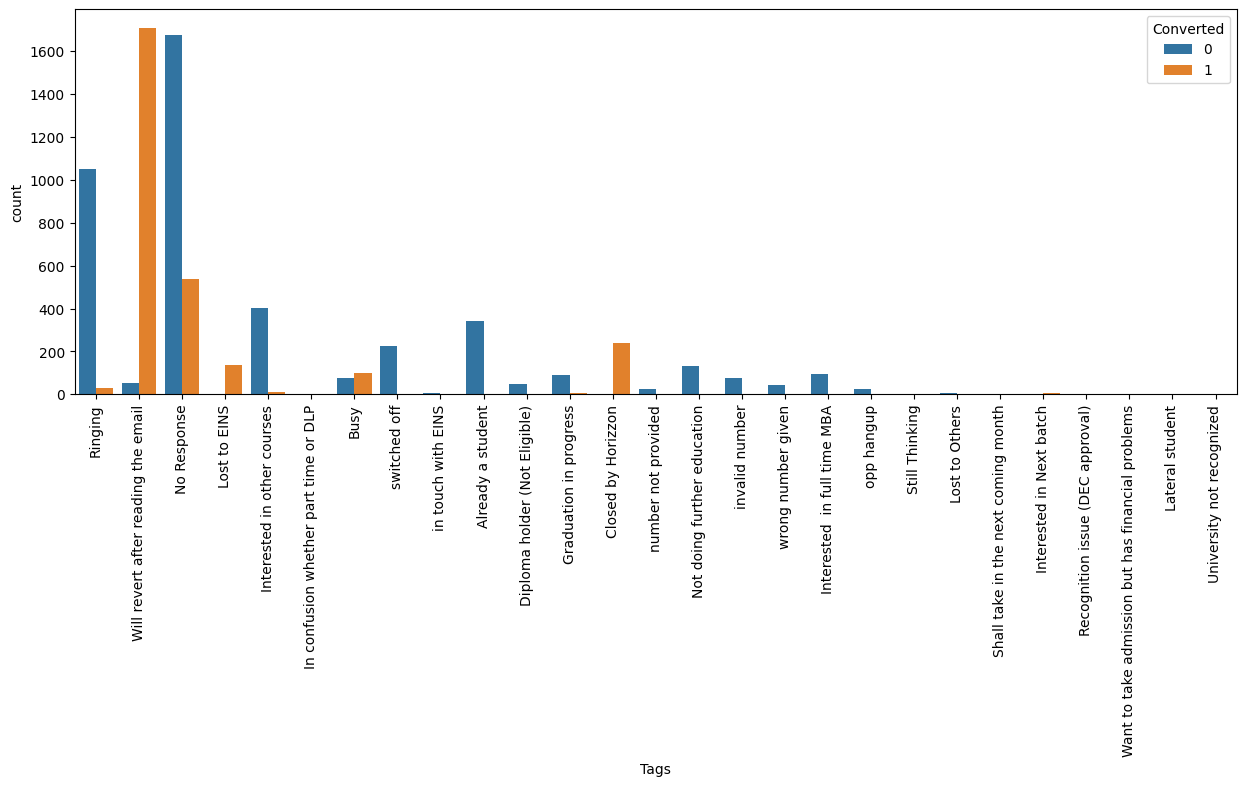 Converted
0
1
1600
1400
1200
1000
800
600
400
200
0
count
Ringing
Will revert after reading the email
No Response
Lost to EINS
Interested in other courses
In confusion whether part time or DLP
Busy
switched off
in touch with EINS
Already a student
Diploma holder (Not Eligible)
Graduation in progress
Closed by Horizzon
number not provided
Not doing further education
invalid number
wrong number given
Interested  in full time MBA
opp hangup
Still Thinking
Lost to Others
Shall take in the next coming month
Interested in Next batch
Recognition issue (DEC approval)
Want to take admission but has financial problems
Lateral student
University not recognized
Tags